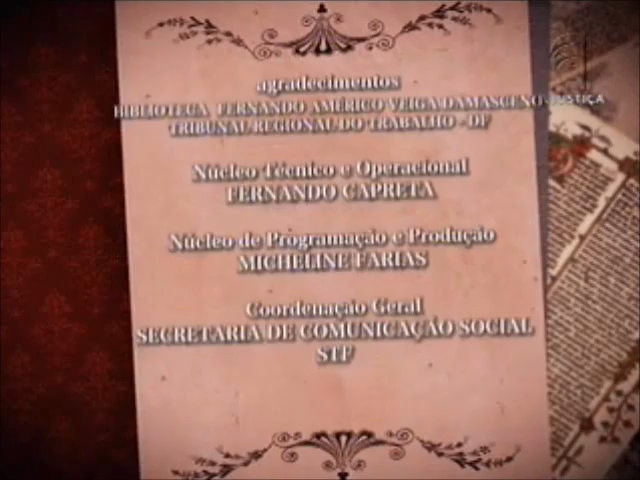 agradecimentos
BIBLIOTECA FERNANDO AMÉRICO VEIGA DAMASCENO
JUSTIÇA
TRIBUNAL REGIONAL DO TRABALHO - DF
Núcleo Técnico e Operacional
FERNANDO CAPRETA
Núcleo de Programação e Produção
MICHELINE FARIAS
Coordenação Geral
SECRETARIA DE COMUNICAÇÃO SOCIAL
STF